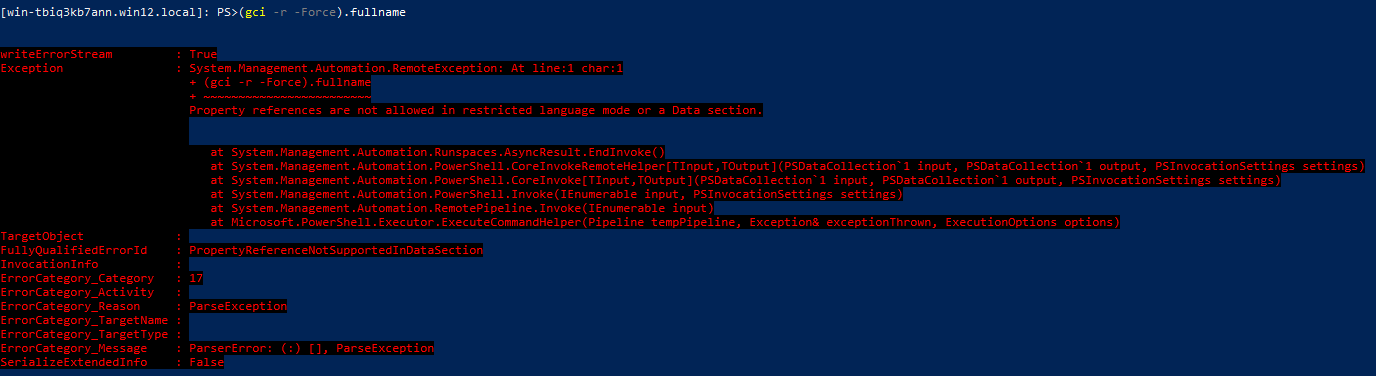 [win-tbiq3kb7ann.win12.local]: PS>(gci -r -Force).fullname
writeErrorStream : True
Exception : System.Management.Automation.RemoteException: At line:1 char:1
+ (gci -r -Force).fullname
+ ~~~~~~~~~~~~~~~~~~~~~~~~
Property references are not allowed in restricted language mode or a Data section.
at System.Management.Automation.Runspaces.AsyncResult.EndInvoke()
at System.Management.Automation.PowerShell.CoreInvokeRemoteHelper[TInput,TOutput](PSDataCollection`1 input, PSDataCollection`1 output, PSInvocationSettings settings)
at System.Management.Automation.PowerShell.CoreInvoke[TInput,TOutput](PSDataCollection`1 input, PSDataCollection`1 output, PSInvocationSettings settings)
at System.Management.Automation.PowerShell.Invoke(IEnumerable input, PSInvocationSettings settings)
at System.Management.Automation.RemotePipeline.Invoke(IEnumerable input)
at Microsoft.PowerShell.Executor.ExecuteCommandHelper(Pipeline tempPipeline, Exception& exceptionThrown, ExecutionOptions options)
TargetObject :
FullyQualifiedErrorId : PropertyReferenceNotSupportedInDataSection
InvocationInfo :
ErrorCategory_Category : 17
ErrorCategory_Activity :
ErrorCategory_Reason : ParseException
ErrorCategory_TargetName :
ErrorCategory_TargetType :
ErrorCategory_Message : ParserError: (:) [], ParseException
SerializeExtendedInfo : False